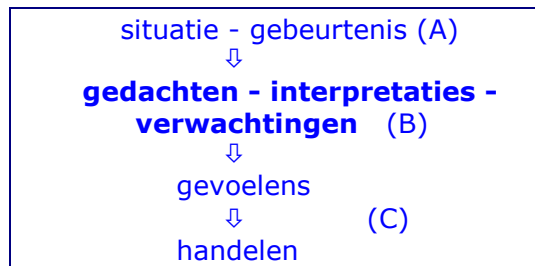 situatie - gebeurtenis (A)
⇩
gedachten - interpretaties -
verwachtingen (B)
⇩
gevoelens
⇩ (C)
handelen